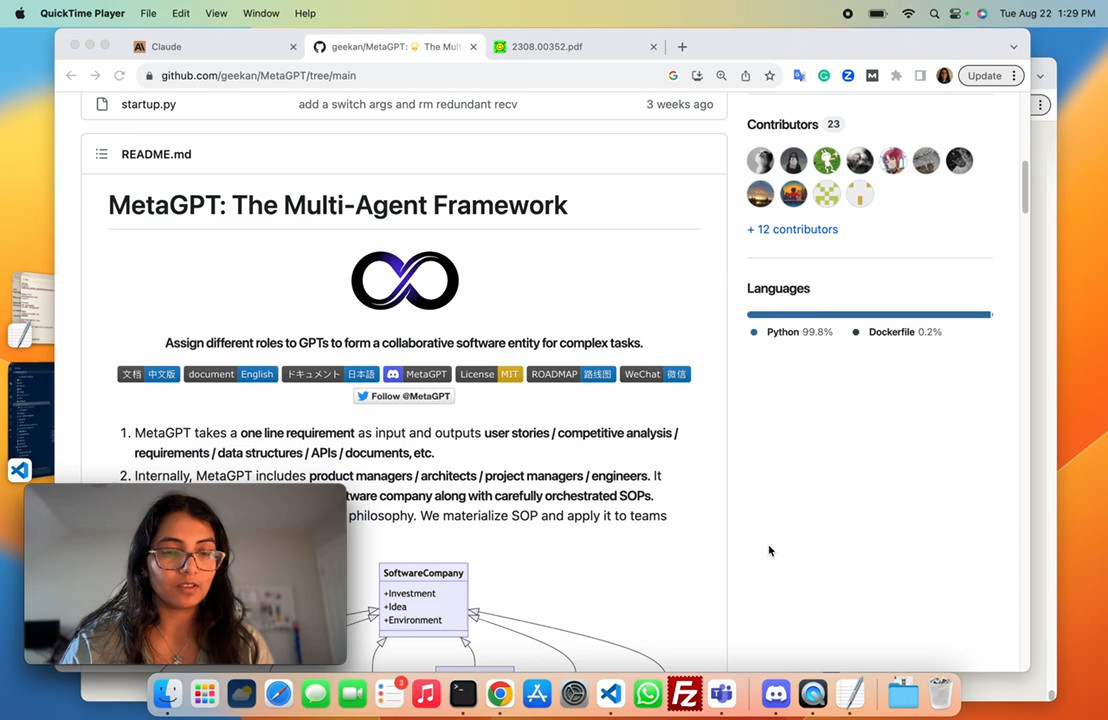 QuickTime Player File Edit View Window Help Tue Aug 22 1:29 PM
Claude geekan/MetaGPT: The Mul 2308.00352.pdf
github.com/geekan/MetaGPT/tree/main Update
startup.py add a switch args and rm redundant recv 3 weeks ago
README.md
MetaGPT: The Multi-Agent Framework
Assign different roles to GPTs to form a collaborative software entity for complex tasks.
文档 中文版 document English ドキュメント 日本語 MetaGPT License MIT ROADMAP 路线图 WeChat 微信
Follow @MetaGPT
1. MetaGPT takes a one line requirement as input and outputs user stories / competitive analysis /
requirements / data structures / APIs / documents, etc.
2. Internally, MetaGPT includes product managers / architects / project managers / engineers. It
tware company along with carefully orchestrated SOPs.
philosophy. We materialize SOP and apply it to teams
SoftwareCompany
+Investment
+Idea
+Environment
Contributors 23
+ 12 contributors
Languages
Python 99.8% Dockerfile 0.2%
3
Fz